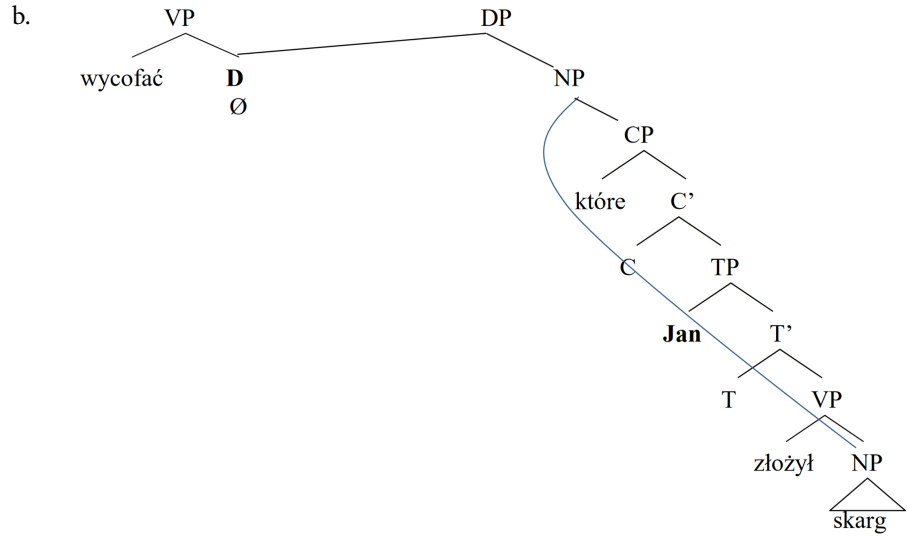 b.
VP DP
wycofać D NP
Ø
CP
które C’
C TP
Jan T’
T VP
złożył NP
skarg